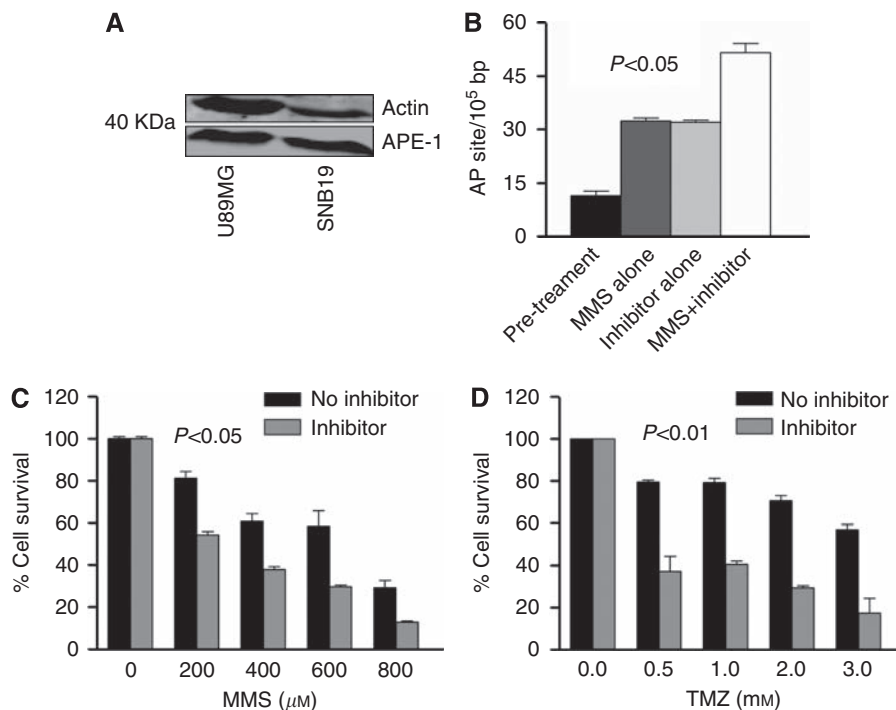 A
40 KDa
Actin
APE-1
U89MG
SNB19
B
60
45
30
15
0
AP site/10⁵ bp
P<0.05
Pre-treament
MMS alone
Inhibitor alone
MMS+inhibitor
C
120
100
80
60
40
20
0
% Cell survival
No inhibitor
Inhibitor
P<0.05
0 200 400 600 800
MMS (μM)
D
120
100
80
60
40
20
0
% Cell survival
No inhibitor
Inhibitor
P<0.01
0.0 0.5 1.0 2.0 3.0
TMZ (mM)